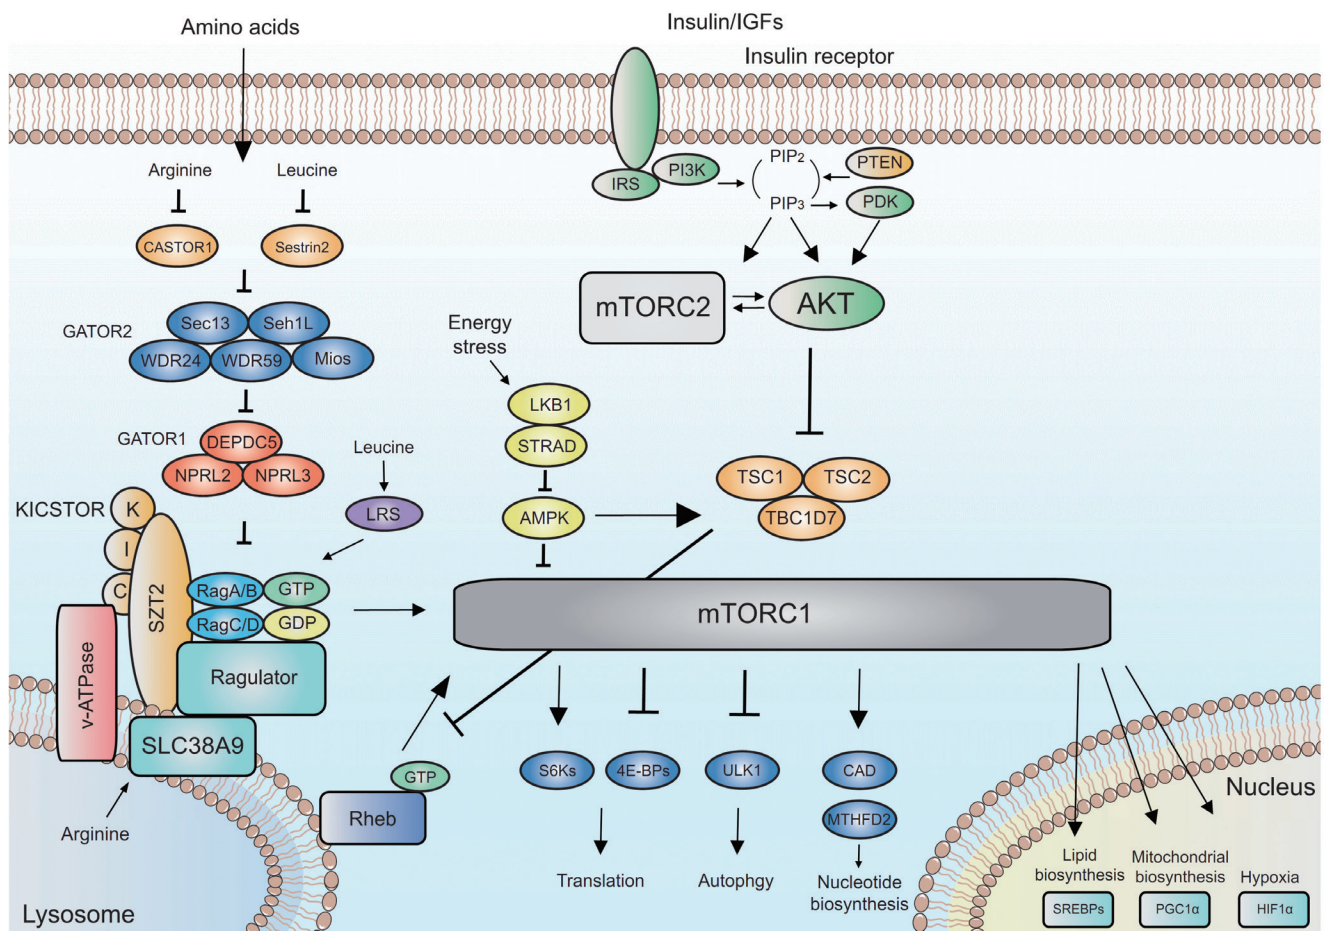 Amino acids
Insulin/IGFs
Insulin receptor
Arginine
Leucine
CASTOR1
Sestrin2
IRS
PI3K
PIP2
PTEN
PIP3
PDK
mTORC2
AKT
GATOR2
Sec13
Seh1L
WDR24
WDR59
Mios
Energy
stress
LKB1
STRAD
AMPK
GATOR1
DEPDC5
NPRL2
NPRL3
Leucine
LRS
TSC1
TSC2
TBC1D7
KICSTOR
K
I
C
SZT2
RagA/B
GTP
RagC/D
GDP
Ragulator
v-ATPase
SLC38A9
Arginine
Lysosome
mTORC1
GTP
Rheb
S6Ks
4E-BPs
ULK1
CAD
MTHFD2
Translation
Autophgy
Nucleotide
biosynthesis
Nucleus
Lipid
biosynthesis
Mitochondrial
biosynthesis
Hypoxia
SREBPs
PGC1α
HIF1α